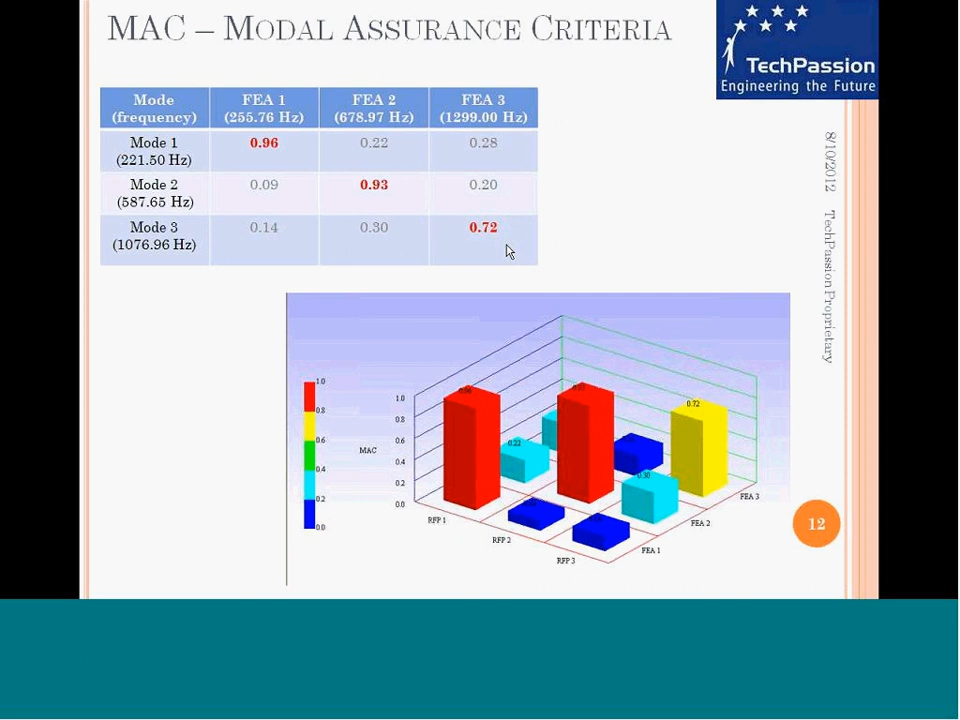 MAC – MODAL ASSURANCE CRITERIA
TechPassion
Engineering the Future
Mode FEA 1 FEA 2 FEA 3
(frequency) (255.76 Hz) (678.97 Hz) (1299.00 Hz)
Mode 1 0.96 0.22 0.28
(221.50 Hz)
Mode 2 0.09 0.93 0.20
(587.65 Hz)
Mode 3 0.14 0.30 0.72
(1076.96 Hz)
8/10/2012 TechPassion Proprietary
1.0
0.8
0.6
0.4
0.2
0.0
MAC
1.0
0.8
0.6
0.4
0.2
0.0
0.96
0.22
0.72
0.30
RFP 1
RFP 2
RFP 3
FEA 1
FEA 2
FEA 3
12